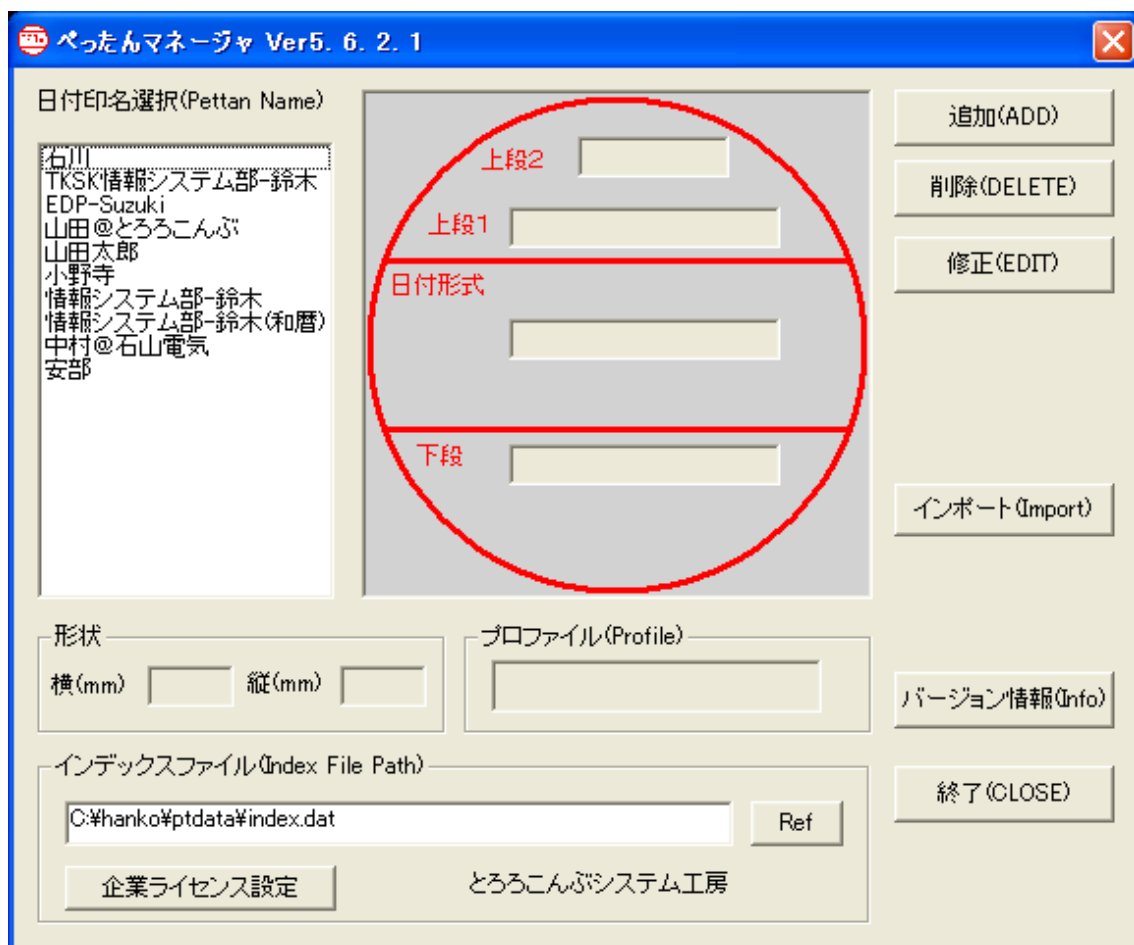 ぺったんマネージャ Ver5. 6. 2. 1
日付印名選択(Pettan Name)
石川
TKSK情報システム部-鈴木
EDP-Suzuki
山田@とろろこんぶ
山田太郎
小野寺
情報システム部-鈴木
情報システム部-鈴木(和暦)
中村@石山電気
安部
上段2
上段1
日付形式
下段
追加(ADD)
削除(DELETE)
修正(EDIT)
インポート(Import)
バージョン情報(Info)
終了(CLOSE)
形状
横(mm)
縦(mm)
プロファイル(Profile)
インデックスファイル(Index File Path)
C:¥hanko¥ptdata¥index.dat
Ref
企業ライセンス設定
とろろこんぶシステム工房